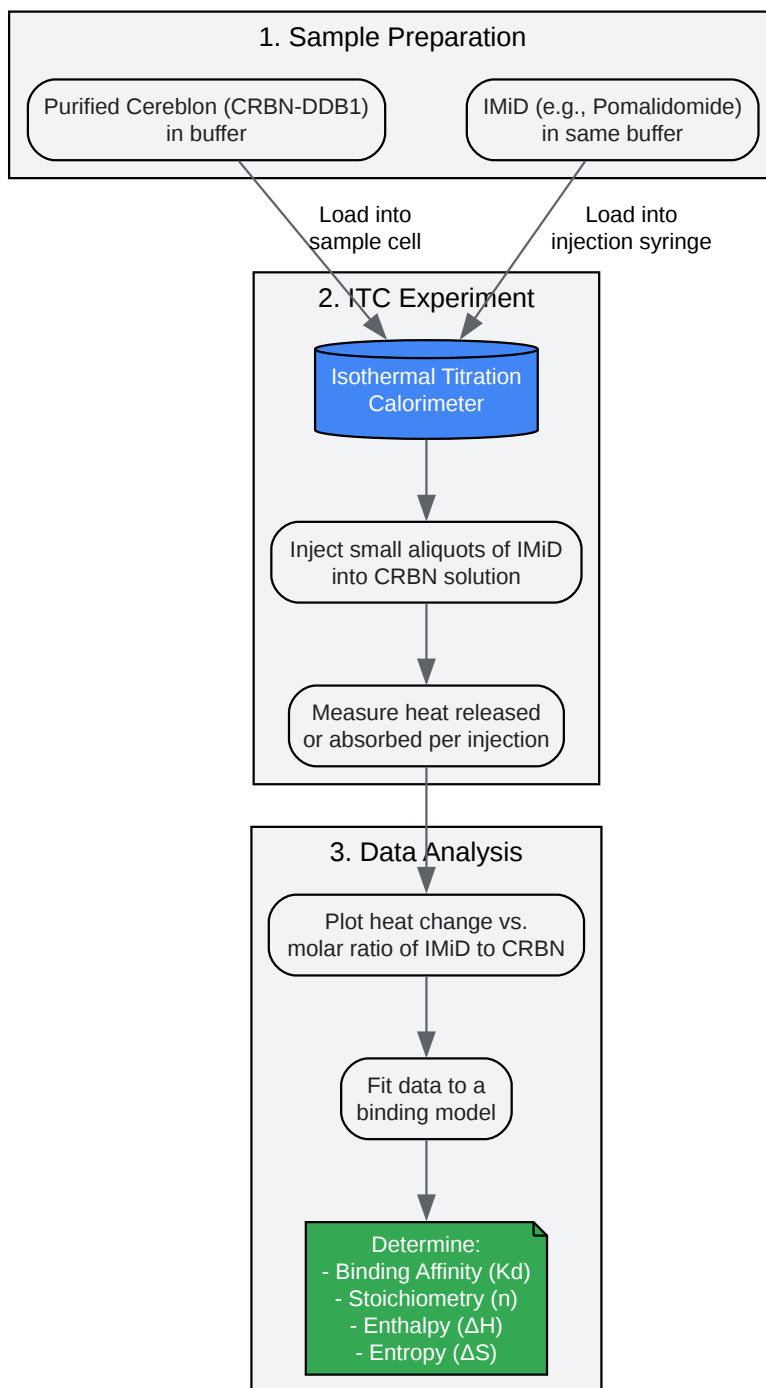 1. Sample Preparation
Purified Cereblon (CRBN-DDB1)
in buffer
IMiD (e.g., Pomalidomide)
in same buffer
Load into
sample cell
Load into
injection syringe
2. ITC Experiment
Isothermal Titration
Calorimeter
Inject small aliquots of IMiD
into CRBN solution
Measure heat released
or absorbed per injection
3. Data Analysis
Plot heat change vs.
molar ratio of IMiD to CRBN
Fit data to a
binding model
Determine:
- Binding Affinity (Kd)
- Stoichiometry (n)
- Enthalpy (ΔH)
- Entropy (ΔS)